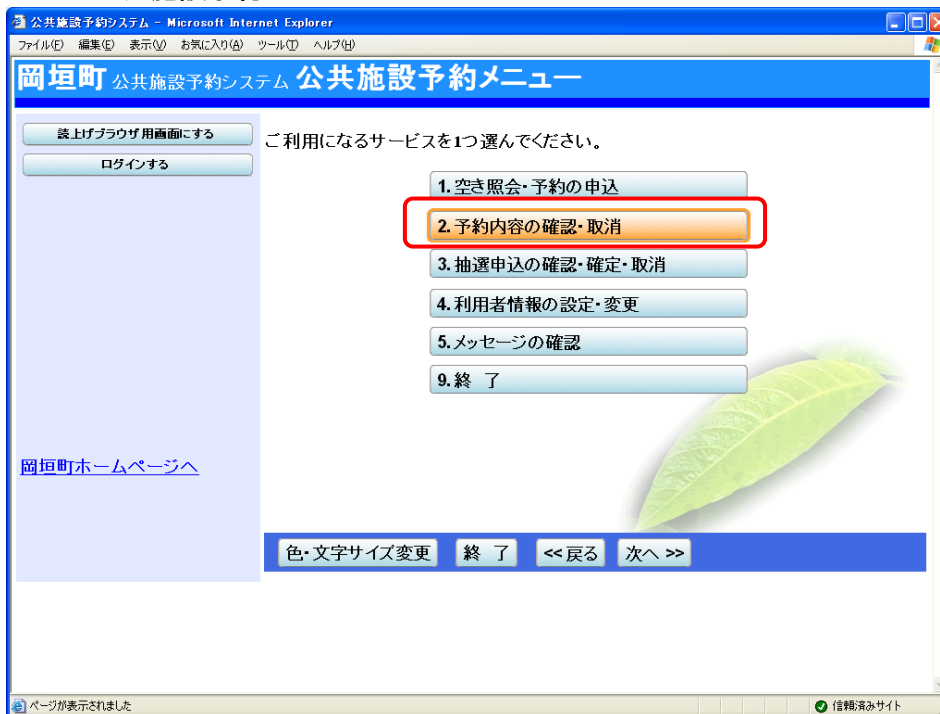 公共施設予約システム - Microsoft Internet Explorer
ファイル(F) 編集(E) 表示(V) お気に入り(A) ツール(T) ヘルプ(H)
岡垣町 公共施設予約システム 公共施設予約メニュー
読上げブラウザ用画面にする
ログインする
ご利用になるサービスを1つ選んでください。
1.空き照会・予約の申込
2.予約内容の確認・取消
3.抽選申込の確認・確定・取消
4.利用者情報の設定・変更
5.メッセージの確認
9.終 了
岡垣町ホームページへ
色・文字サイズ変更 終 了 <<戻る 次へ >>
ページが表示されました 信頼済みサイト